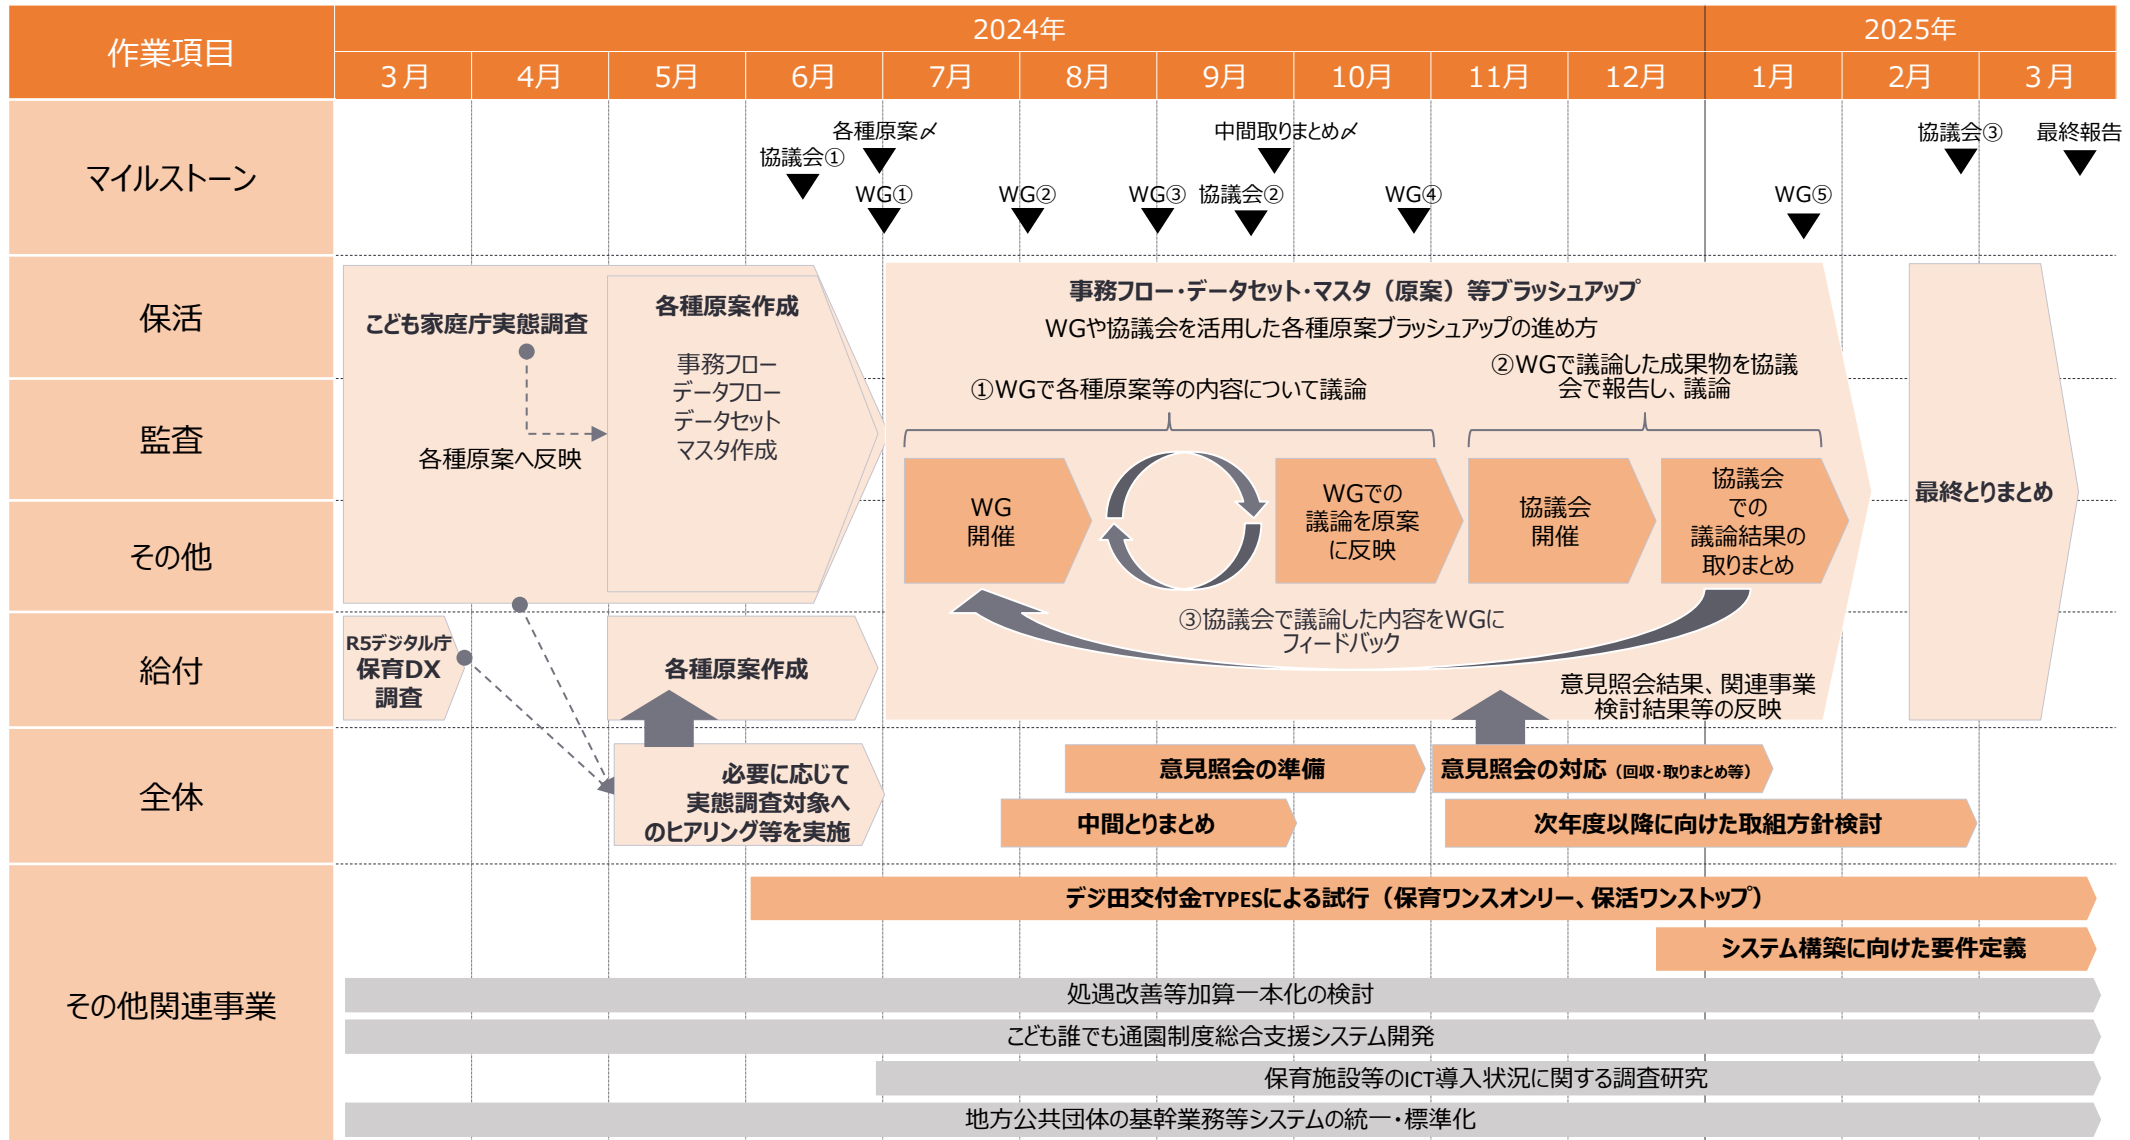 作業項目
2024年
2025年
3月
4月
5月
6月
7月
8月
9月
10月
11月
12月
1月
2月
3月
マイルストーン
各種原案〆
中間取りまとめ〆
協議会③
最終報告
協議会①
WG①
WG②
WG③
協議会②
WG④
WG⑤
保活
監査
その他
給付
全体
その他関連事業
こども家庭庁実態調査
各種原案へ反映
各種原案作成
事務フロー
データフロー
データセット
マスタ作成
事務フロー・データセット・マスタ（原案）等ブラッシュアップ
WGや協議会を活用した各種原案ブラッシュアップの進め方
①WGで各種原案等の内容について議論
②WGで議論した成果物を協議
会で報告し、議論
WG
開催
WGでの
議論を原案
に反映
協議会
開催
協議会
での
議論結果の
取りまとめ
③協議会で議論した内容をWGに
フィードバック
意見照会結果、関連事業
検討結果等の反映
最終とりまとめ
R5デジタル庁
保育DX
調査
各種原案作成
必要に応じて
実態調査対象へ
のヒアリング等を実施
意見照会の準備
意見照会の対応（回収・取りまとめ等）
中間とりまとめ
次年度以降に向けた取組方針検討
デジ田交付金TYPESによる試行（保育ワンスオンリー、保活ワンストップ）
システム構築に向けた要件定義
処遇改善等加算一本化の検討
こども誰でも通園制度総合支援システム開発
保育施設等のICT導入状況に関する調査研究
地方公共団体の基幹業務等システムの統一・標準化